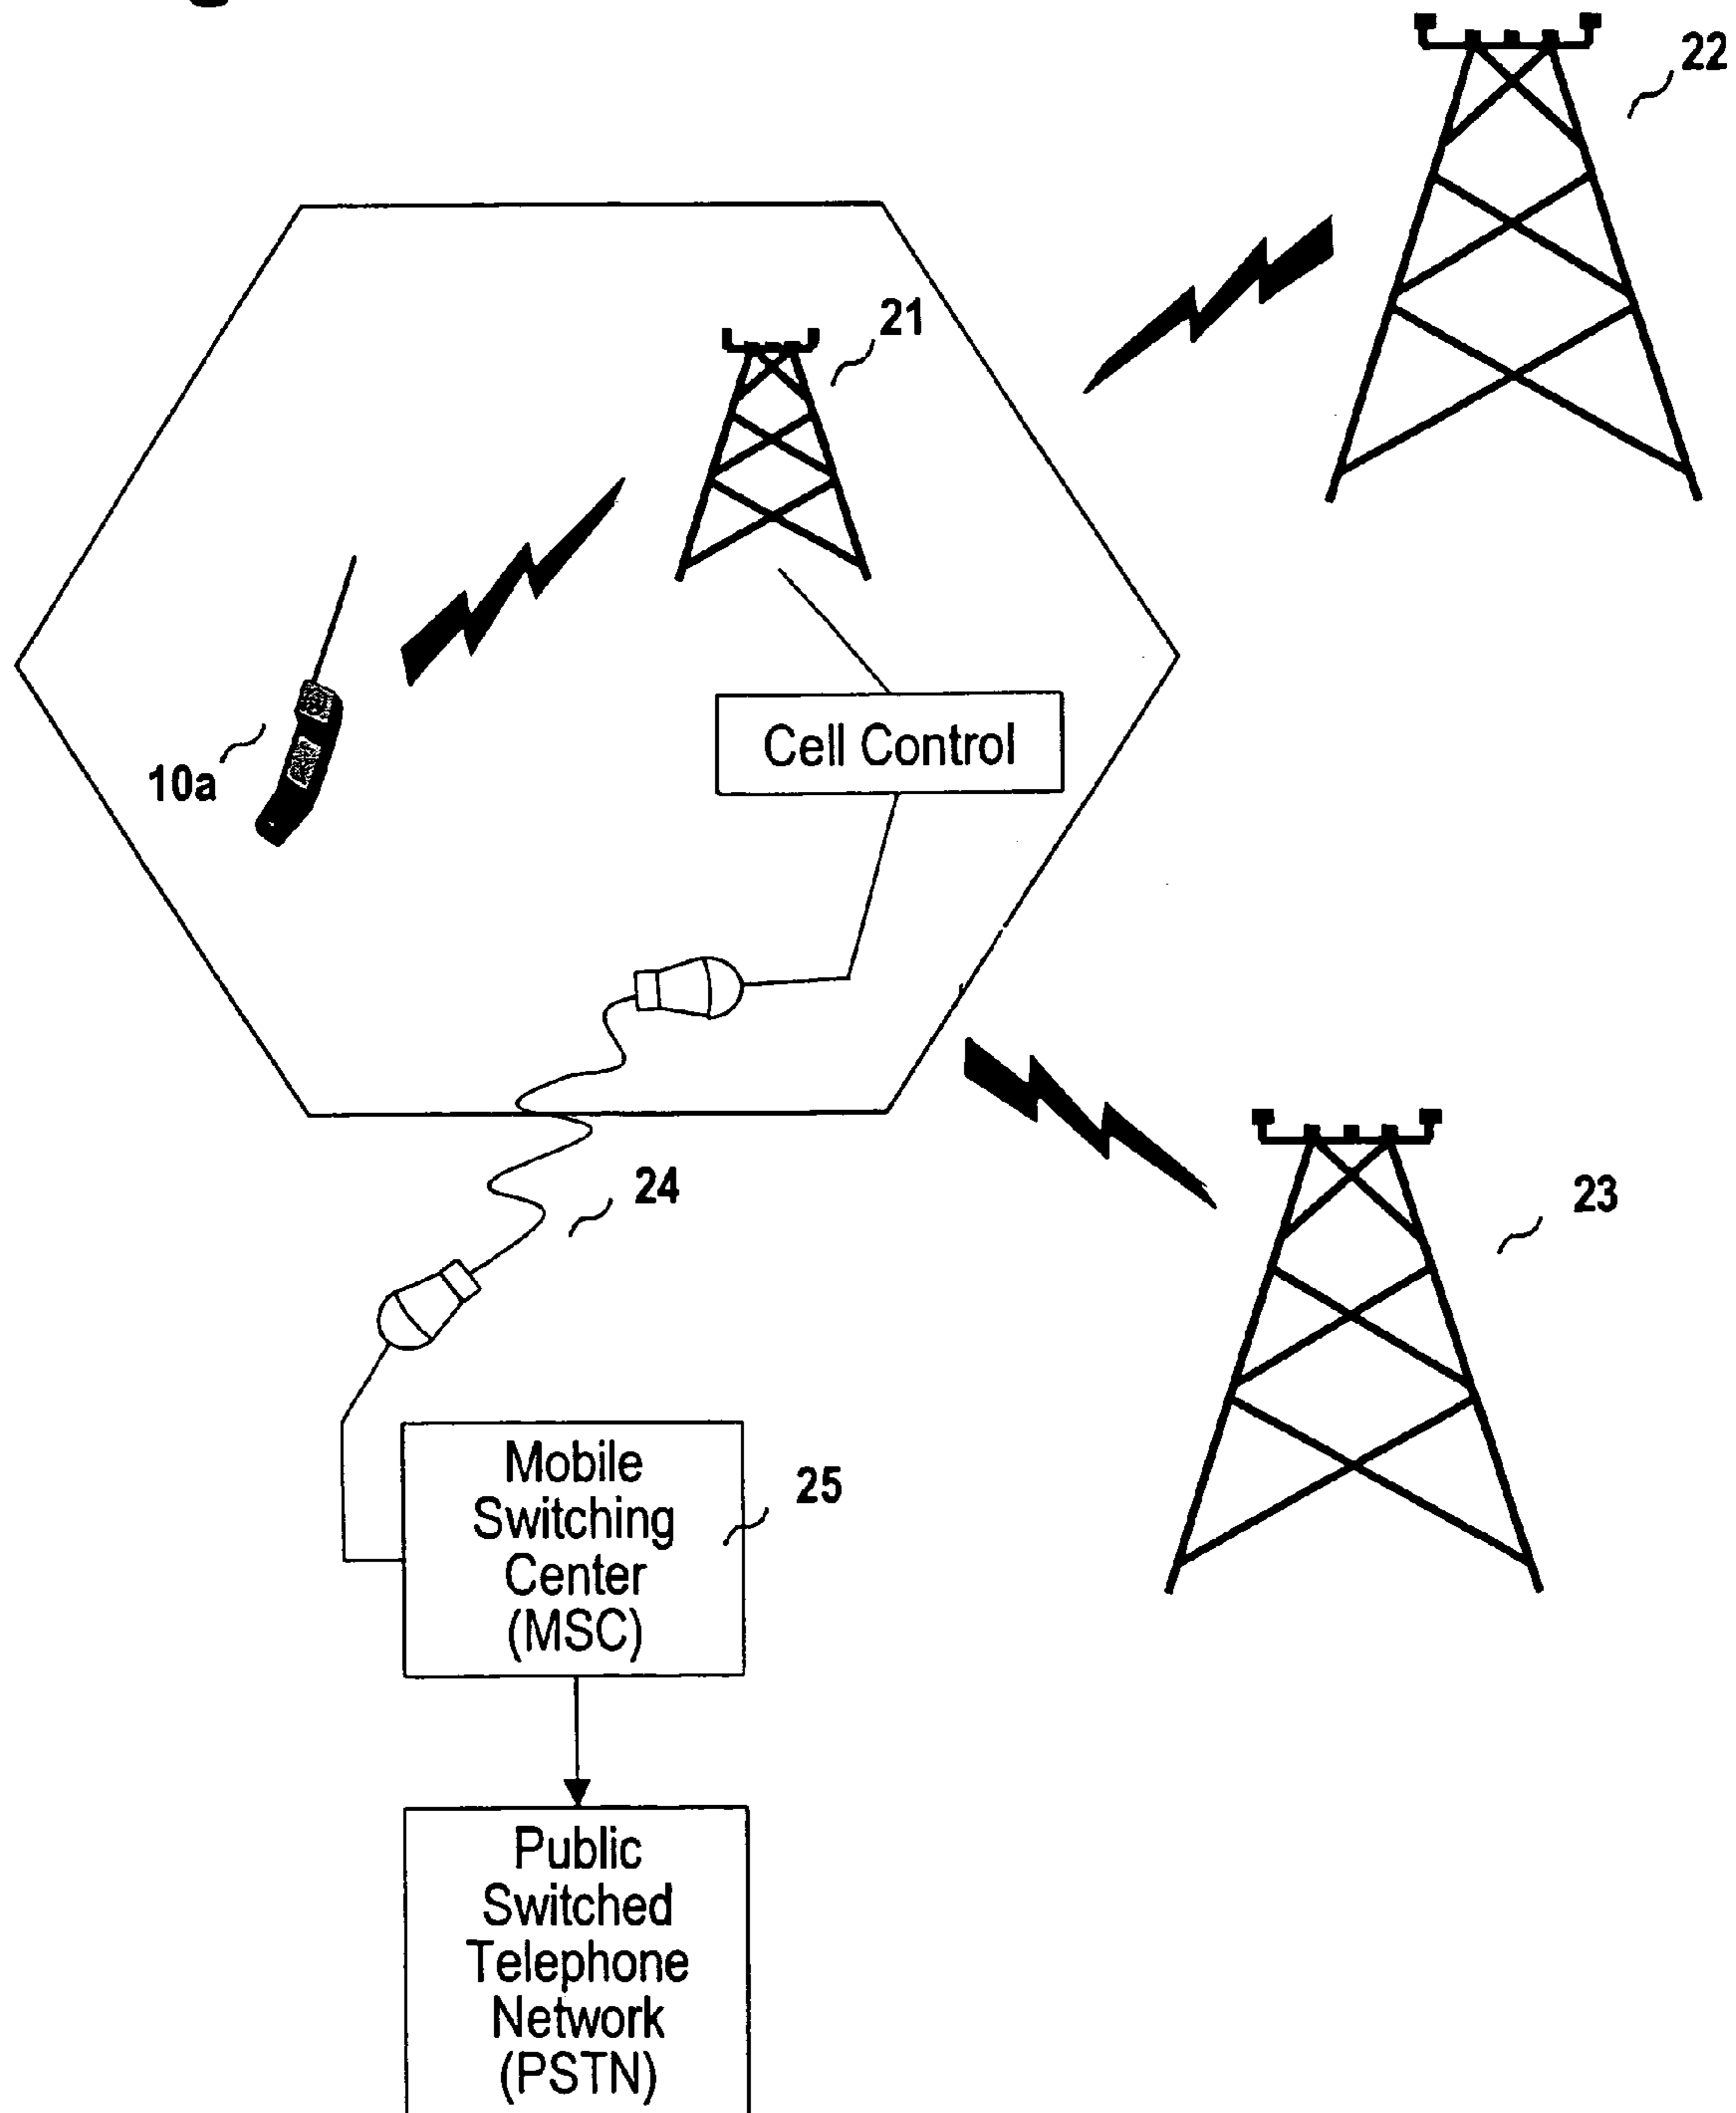 22
21
10a
Cell Control
24
23
Mobile
Switching
Center
(MSC)
25
Public
Switched
Telephone
Network
(PSTN)